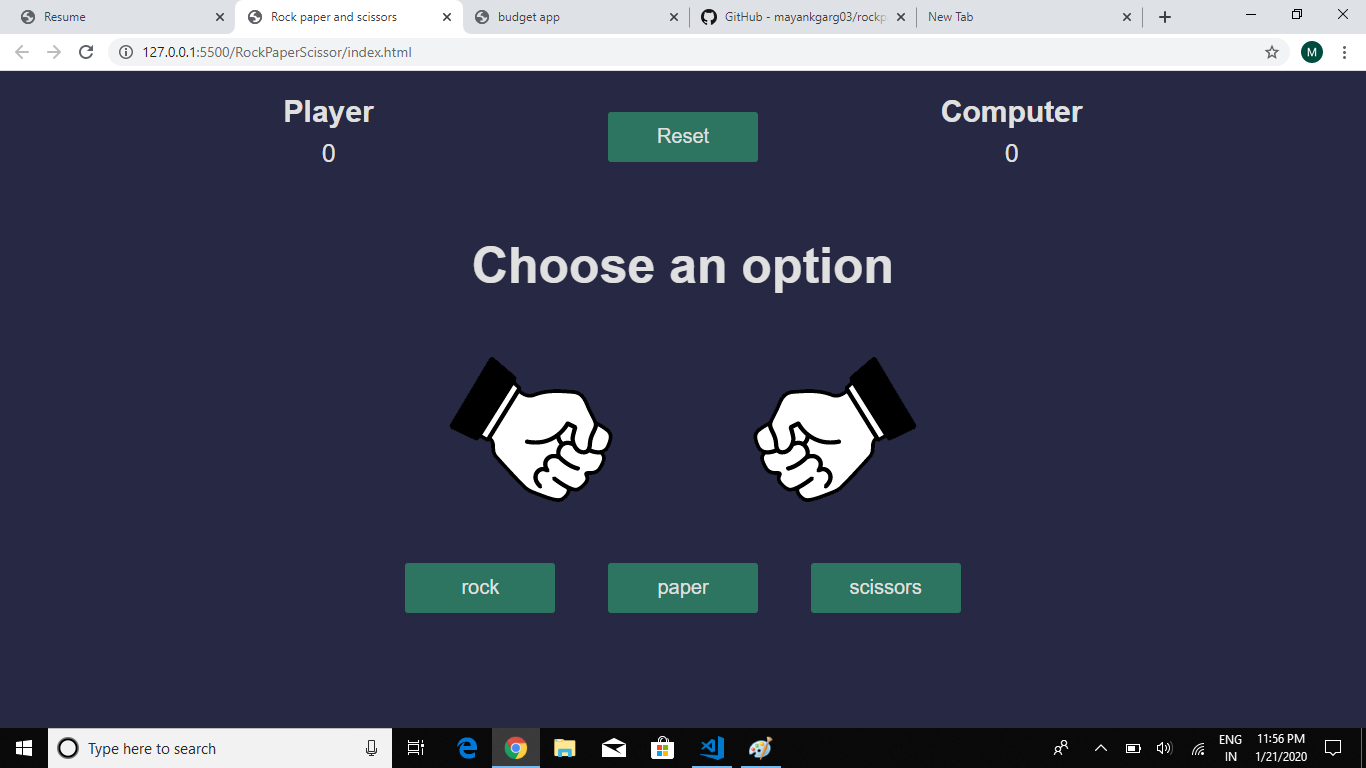 Resume
Rock paper and scissors
budget app
GitHub - mayankgarg03/rockp
New Tab
127.0.0.1:5500/RockPaperScissor/index.html
M
Player
0
Reset
Computer
0
Choose an option
rock
paper
scissors
Type here to search
ENG
IN
11:56 PM
1/21/2020